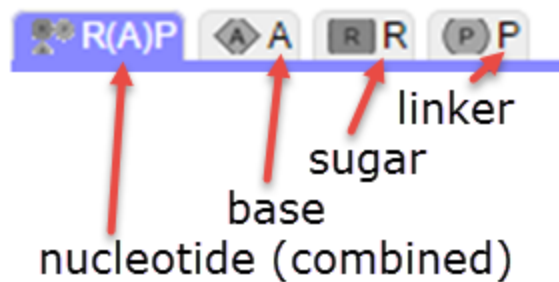 R(A)P A A R R P P
linker
sugar
base
nucleotide (combined)